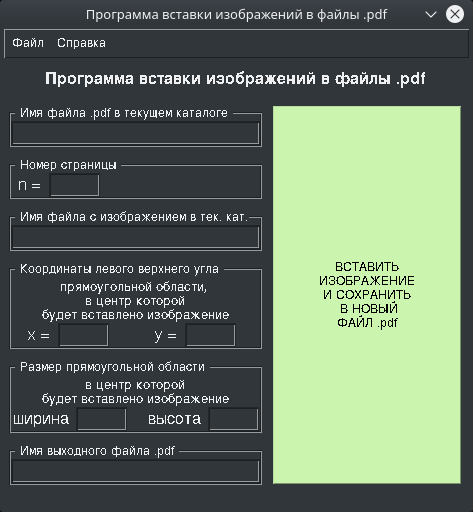 Программа вставки изображений в файлы .pdf
Файл Справка
Программа вставки изображений в файлы .pdf
Имя файла .pdf в текущем каталоге
Номер страницы
n =
Имя файла с изображением в тек. кат.
Координаты левого верхнего угла
прямоугольной области,
в центр которой
будет вставлено изображение
x = y =
Размер прямоугольной области
в центр которой
будет вставлено изображение
ширина высота
Имя выходного файла .pdf
ВСТАВИТЬ
ИЗОБРАЖЕНИЕ
И СОХРАНИТЬ
В НОВЫЙ
ФАЙЛ .pdf